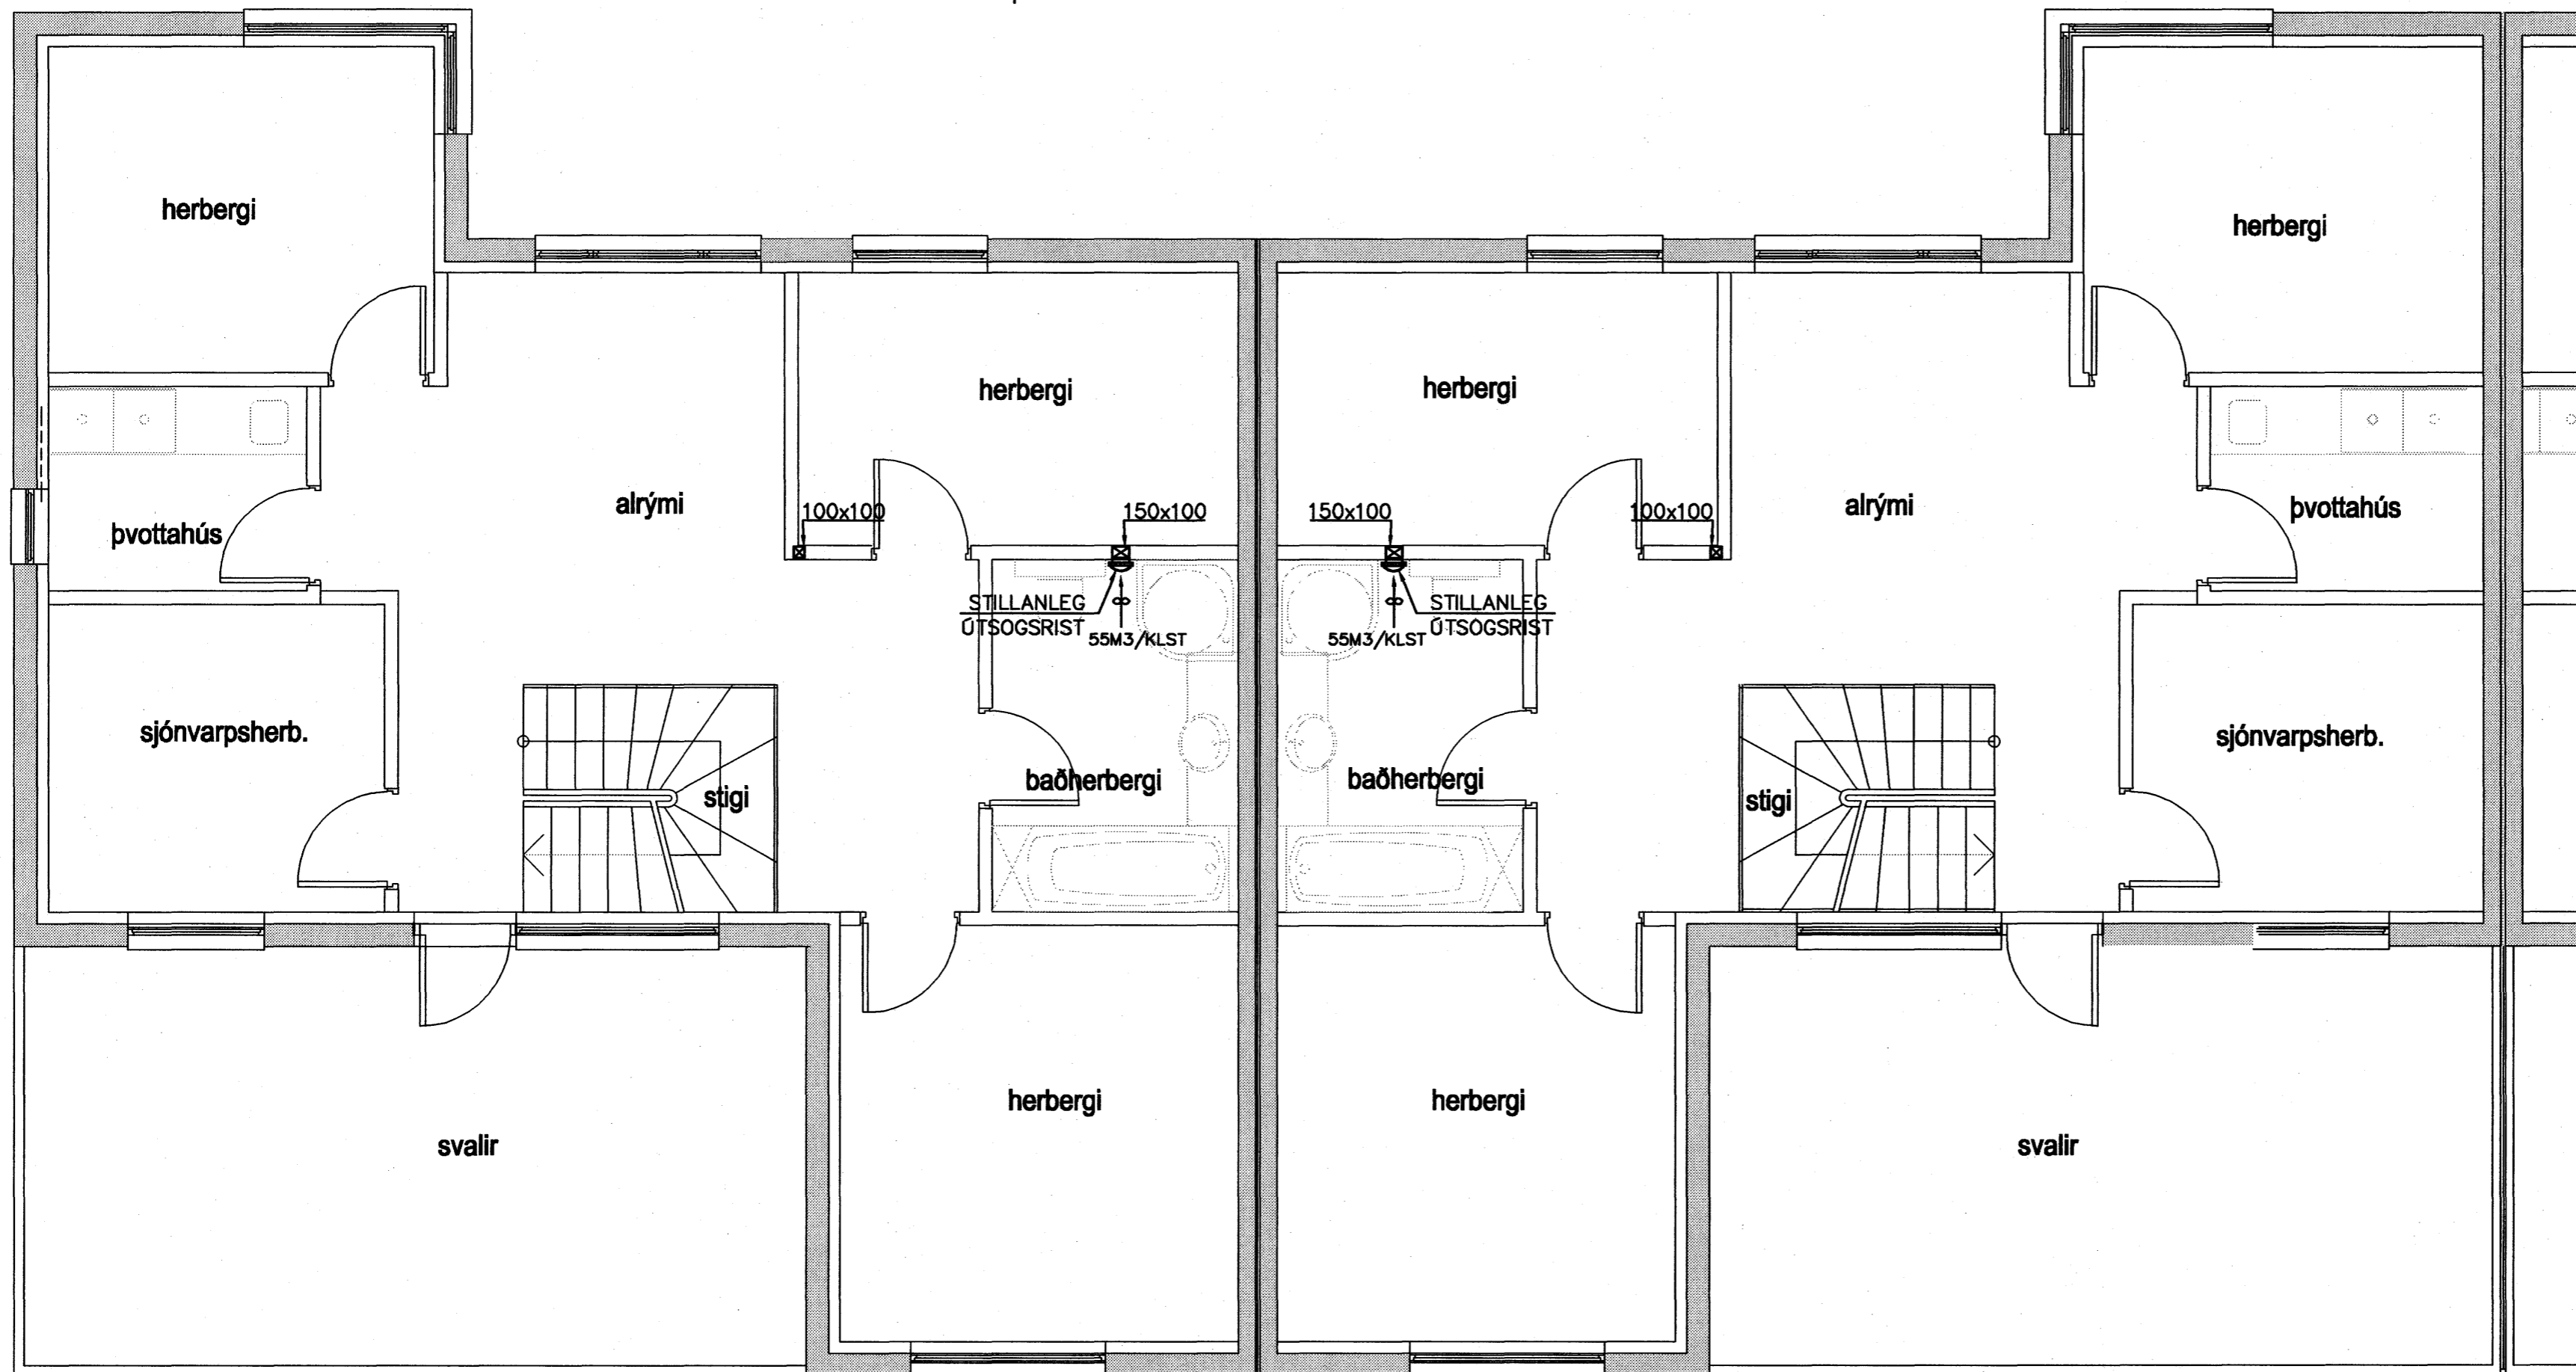 herbergi
herbergi
herbergi
herbergi
alrými
alrými
þvottahús
100x100
150x100
150x100
100x100
þvottahús
STILLANLEG
ÚTSOGSRIST
55M3/KLST
STILLANLEG
ÚTSOGSRIST
55M3/KLST
sjónvarpsherb.
sjónvarpsherb.
stigi
baðherbergi
baðherbergi
stigi
herbergi
herbergi
svalir
svalir